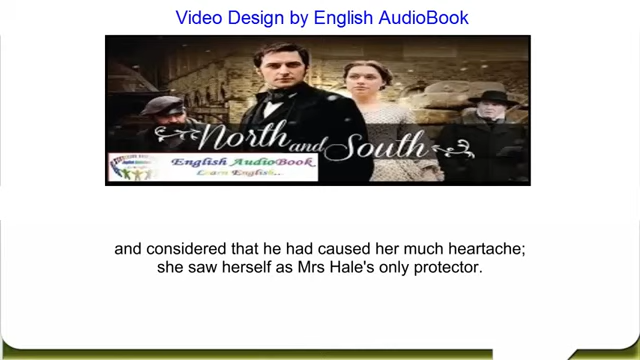 Video Design by English AudioBook
North and South
English AudioBook
Learn English...
and considered that he had caused her much heartache;
she saw herself as Mrs Hale's only protector.